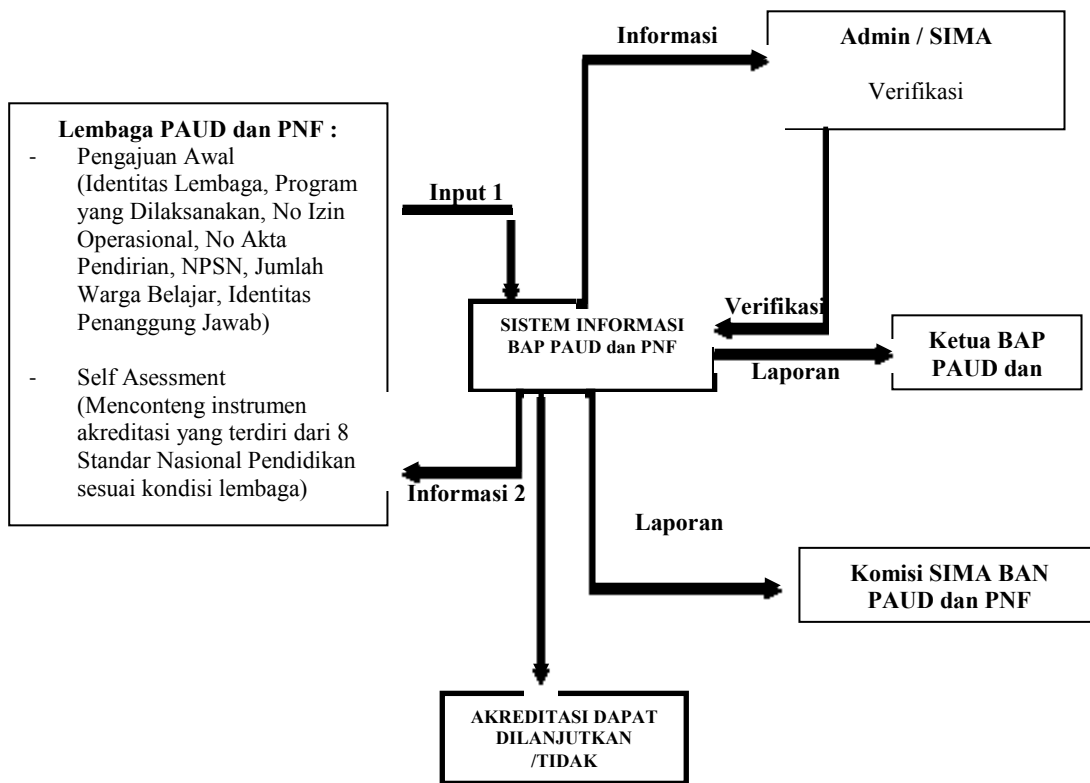 Informasi
Admin / SIMA
Verifikasi
Lembaga PAUD dan PNF :
- Pengajuan Awal
(Identitas Lembaga, Program
yang Dilaksanakan, No Izin
Operasional, No Akta
Pendirian, NPSN, Jumlah
Warga Belajar, Identitas
Penanggung Jawab)
- Self Asessment
(Menconteng instrumen
akreditasi yang terdiri dari 8
Standar Nasional Pendidikan
sesuai kondisi lembaga)
Input 1
SISTEM INFORMASI
BAP PAUD dan PNF
Verifikasi
Laporan
Ketua BAP
PAUD dan
Informasi 2
Laporan
Komisi SIMA BAN
PAUD dan PNF
AKREDITASI DAPAT
DILANJUTKAN
/TIDAK